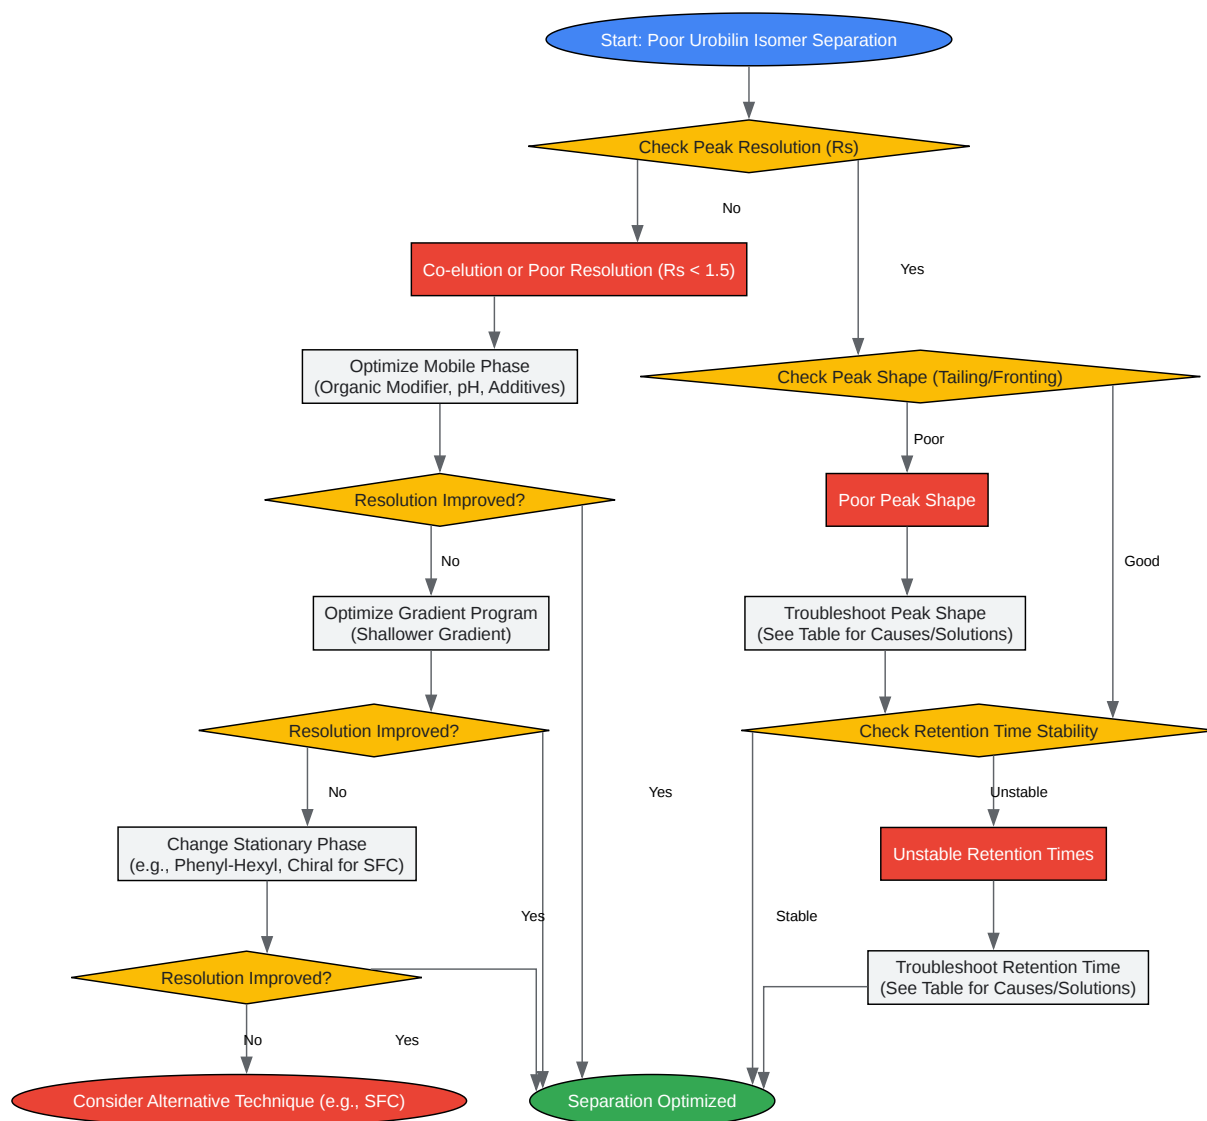 Start: Poor Urobilin Isomer Separation
Check Peak Resolution (Rs)
No
Yes
Co-elution or Poor Resolution (Rs < 1.5)
Optimize Mobile Phase
(Organic Modifier, pH, Additives)
Check Peak Shape (Tailing/Fronting)
Poor
Resolution Improved?
Poor Peak Shape
No
Good
Optimize Gradient Program
(Shallower Gradient)
Troubleshoot Peak Shape
(See Table for Causes/Solutions)
Resolution Improved?
Check Retention Time Stability
No
Yes
Unstable
Change Stationary Phase
(e.g., Phenyl-Hexyl, Chiral for SFC)
Unstable Retention Times
Yes
Stable
Resolution Improved?
Troubleshoot Retention Time
(See Table for Causes/Solutions)
No
Yes
Consider Alternative Technique (e.g., SFC)
Separation Optimized